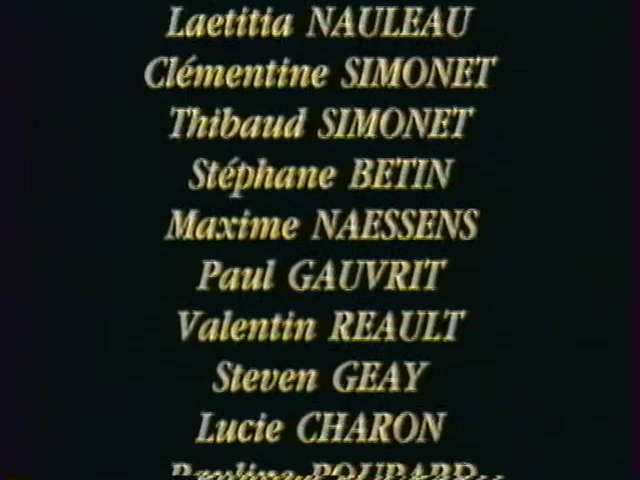 Laetitia NAULEAU
Clémentine SIMONET
Thibaud SIMONET
Stéphane BETIN
Maxime NAESSENS
Paul GAUVRIT
Valentin REAULT
Steven GEAY
Lucie CHARON